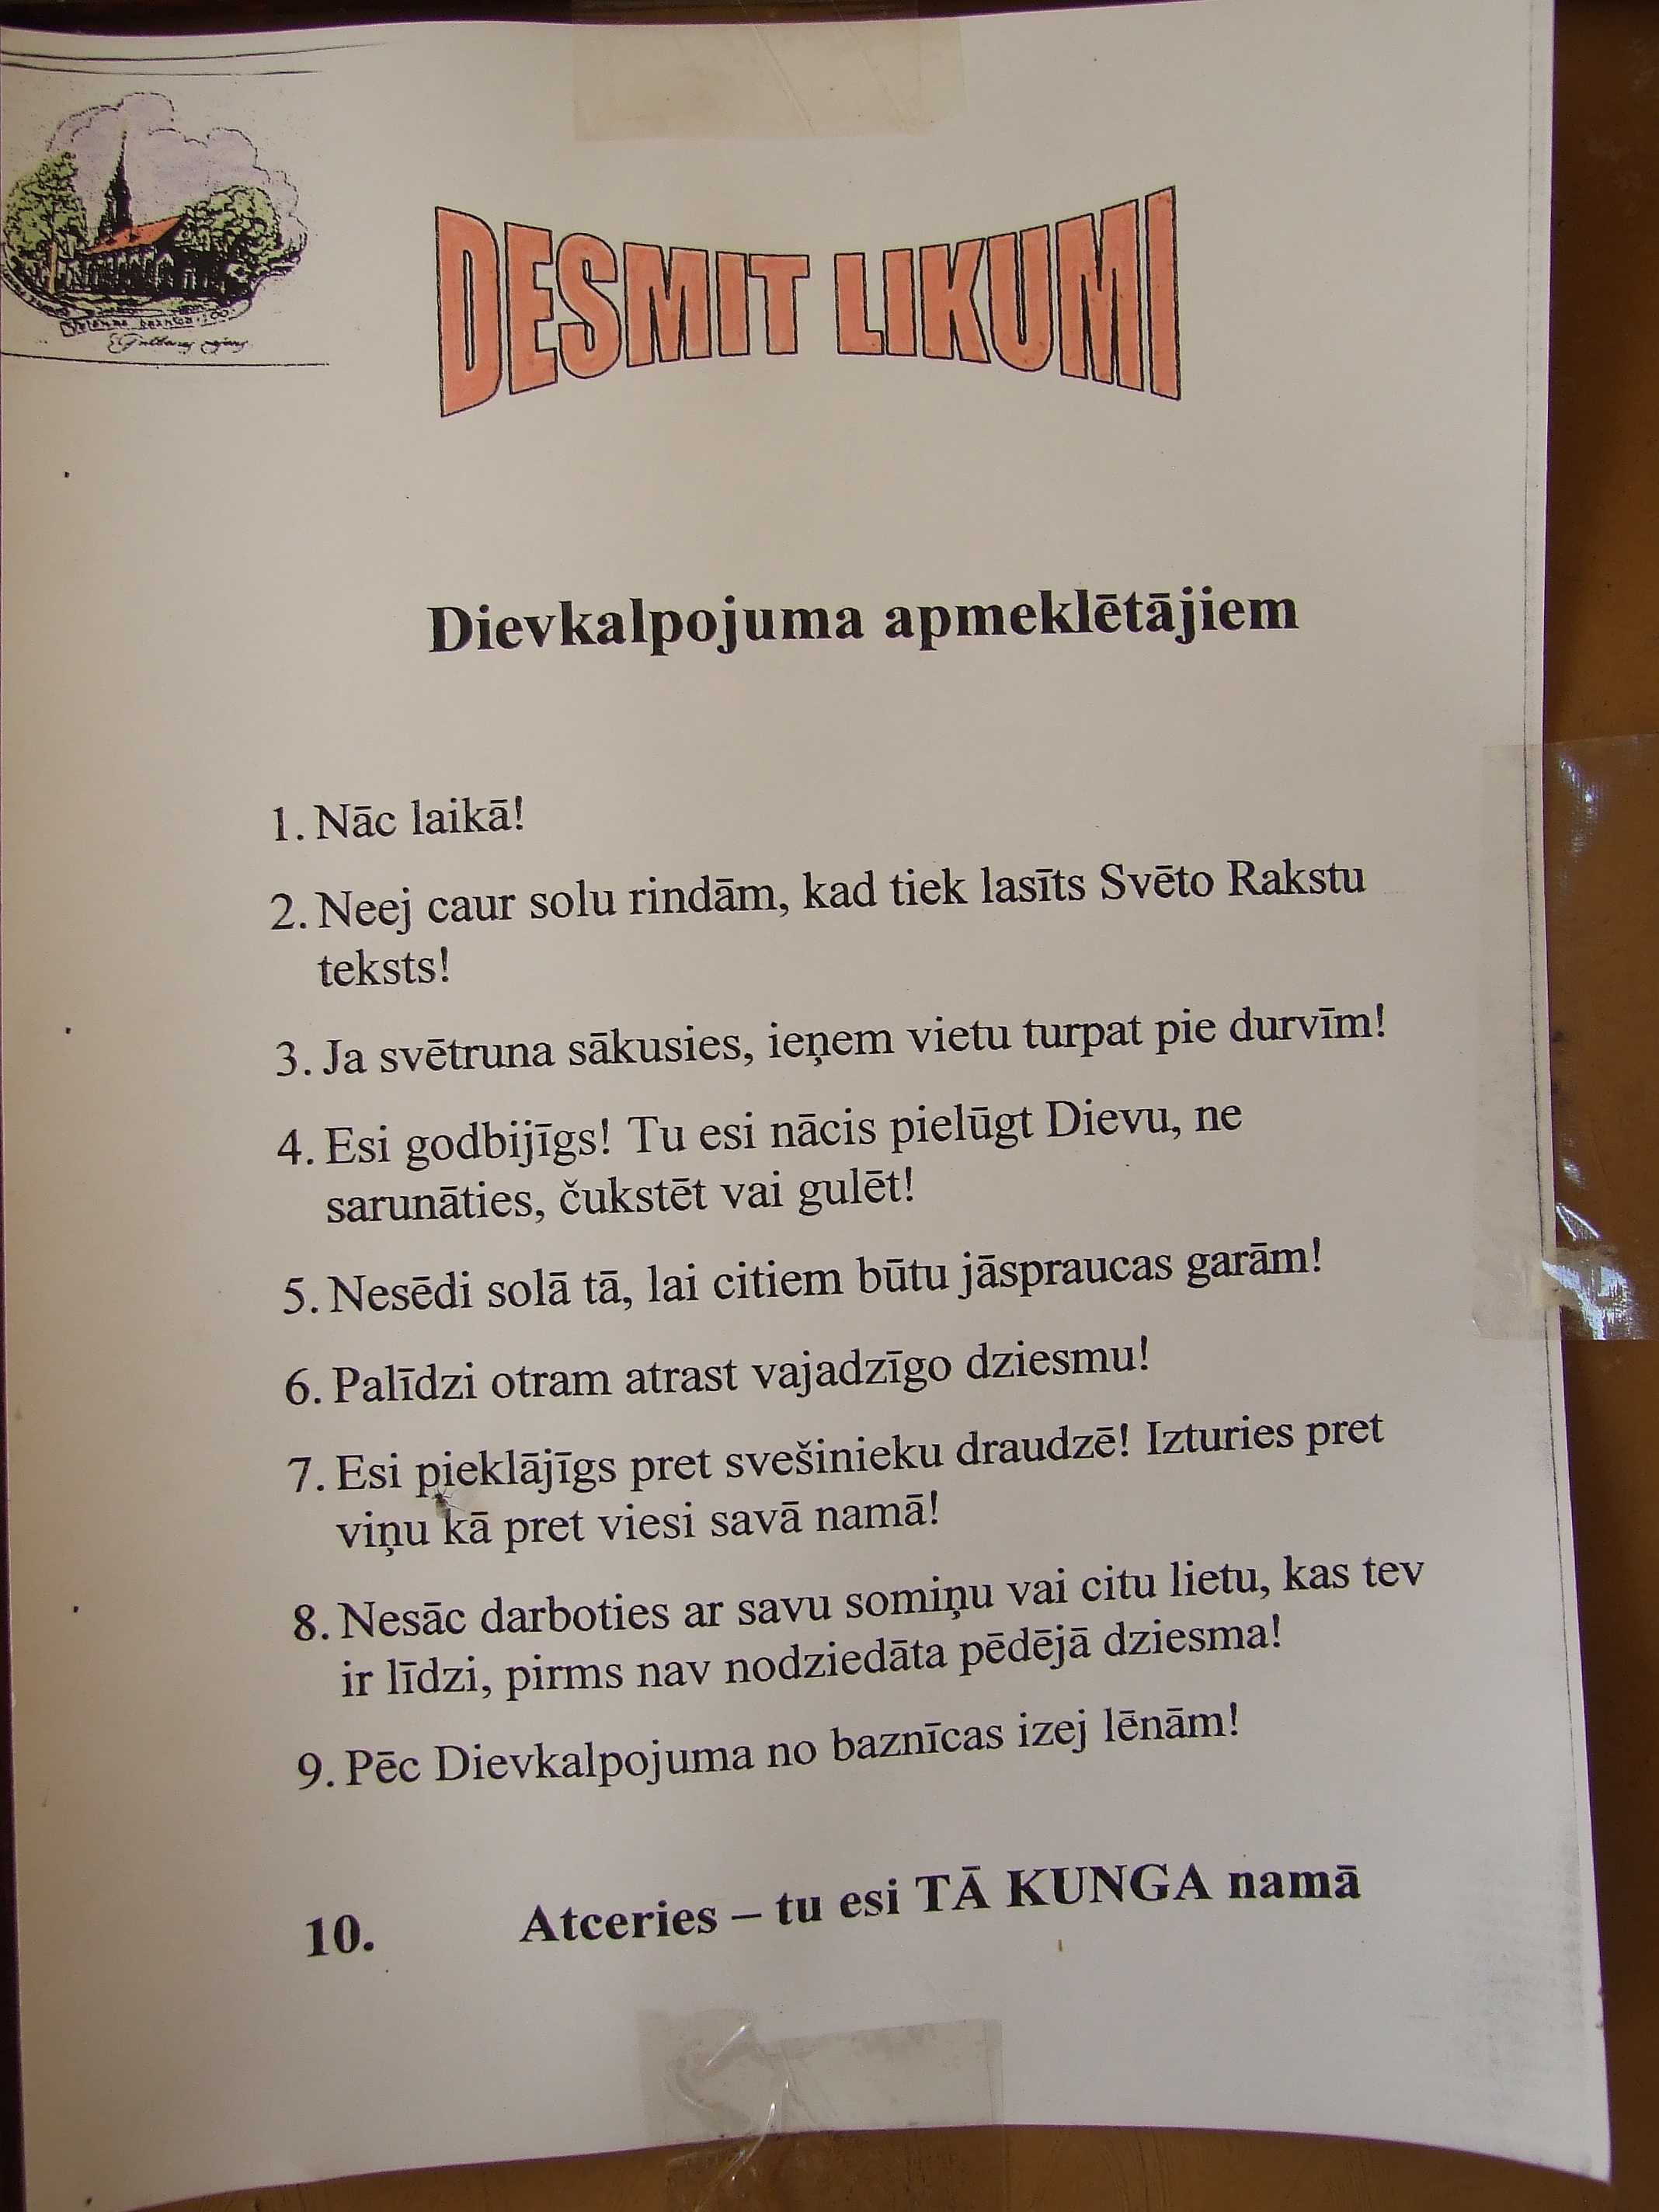 DESMIT LIKUMI
Dievkalpojuma apmeklētājiem
1. Nāc laikā!
2. Neej caur solu rindām, kad tiek lasīts Svēto Rakstu
teksts!
3. Ja svētruna sākusies, ieņem vietu turpat pie durvīm!
4. Esi godbijīgs! Tu esi nācis pielūgt Dievu, ne
sarunāties, čukstēt vai gulēt!
5. Nesēdi solā tā, lai citiem būtu jāspraucas garām!
6. Palīdzi otram atrast vajadzīgo dziesmu!
7. Esi pieklājīgs pret svešinieku draudzē! Izturies pret
viņu kā pret viesi savā namā!
8. Nesāc darboties ar savu somiņu vai citu lietu, kas tev
ir līdzi, pirms nav nodziedāta pēdējā dziesma!
9. Pēc Dievkalpojuma no baznīcas izej lēnām!
10. Atceries – tu esi TĀ KUNGA namā